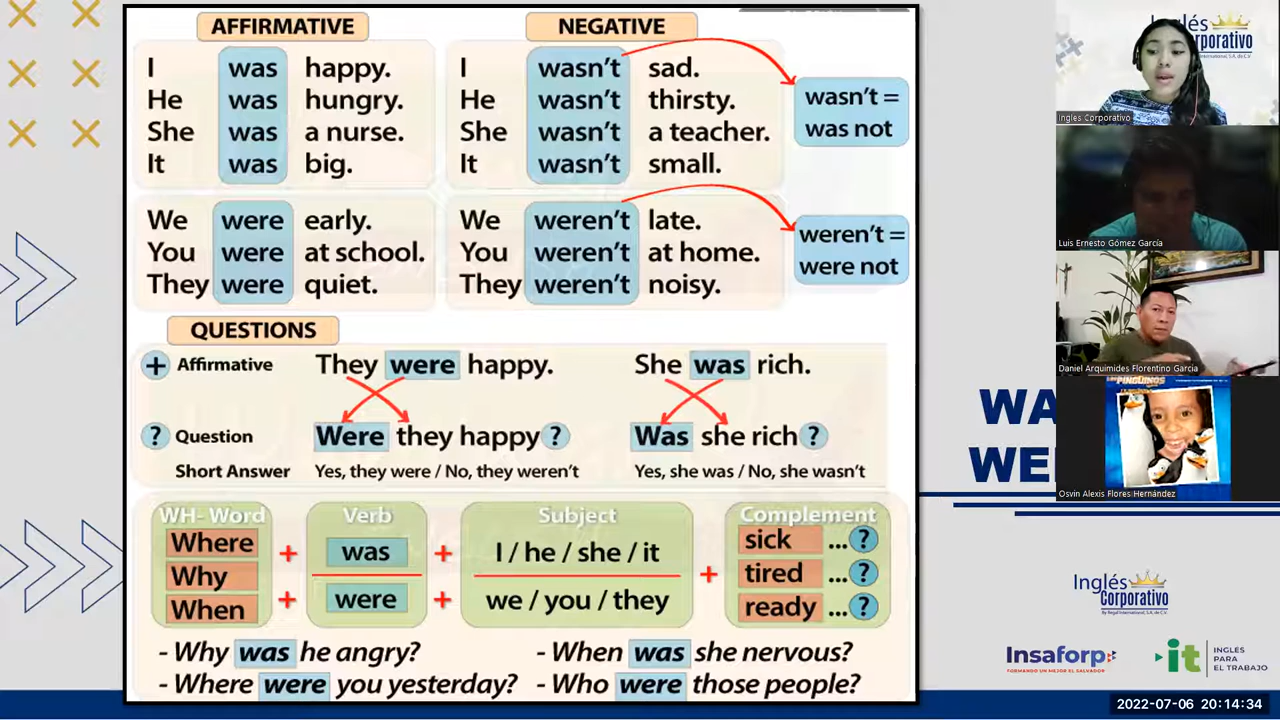 AFFIRMATIVE
I was happy.
He was hungry.
She was a nurse.
It was big.
We were early.
You were at school.
They were quiet.
NEGATIVE
I wasn't sad.
He wasn't thirsty.
She wasn't a teacher.
It wasn't small.
wasn't =
was not
We weren't late.
You weren't at home.
They weren't noisy.
weren't =
were not
QUESTIONS
+ Affirmative They were happy. She was rich.
? Question Were they happy? Was she rich?
Short Answer Yes, they were / No, they weren't Yes, she was / No, she wasn't
WH- Word + Verb + Subject + Complement
Where
Why
When
was
were
I / he / she / it
we / you / they
sick ...?
tired ...?
ready ...?
- Why was he angry? - When was she nervous?
- Where were you yesterday? - Who were those people?
WA
WE
Inglés
Corporativo
Ingles Corporativo
Luis Ernesto Gómez García
Daniel Arquimides Florentino Garcia
PINGÜINOS
Osvin Alexis Flores Hernández
Inglés
Corporativo
By Regal International, S.A. de C.V.
Insaforp
FORMANDO UN MEJOR EL SALVADOR
it
INGLÉS
PARA
EL TRABAJO
2022-07-06 20:14:34